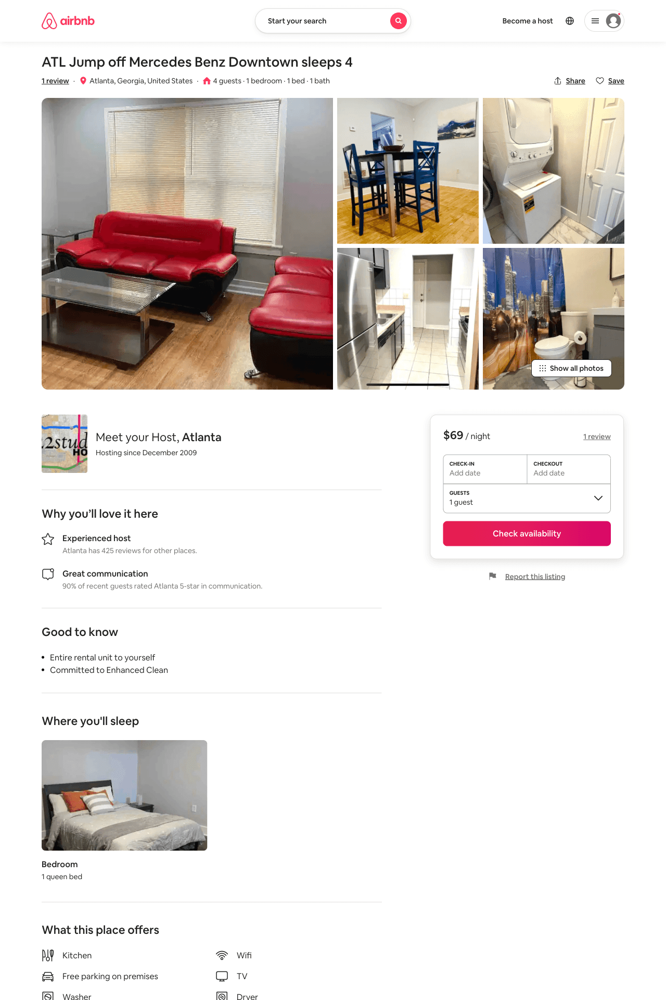 airbnb
Start your search
Become a host
ATL Jump off Mercedes Benz Downtown sleeps 4
1 review · Atlanta, Georgia, United States · 4 guests · 1 bedroom · 1 bed · 1 bath
Share
Save
Show all photos
2stud
HO
Meet your Host, Atlanta
Hosting since December 2009
$69 / night
1 review
CHECK-IN
Add date
CHECKOUT
Add date
GUESTS
1 guest
Check availability
Report this listing
Why you’ll love it here
Experienced host
Atlanta has 425 reviews for other places.
Great communication
90% of recent guests rated Atlanta 5-star in communication.
Good to know
• Entire rental unit to yourself
• Committed to Enhanced Clean
Where you'll sleep
Bedroom
1 queen bed
What this place offers
Kitchen
Wifi
Free parking on premises
TV
Washer
Dryer